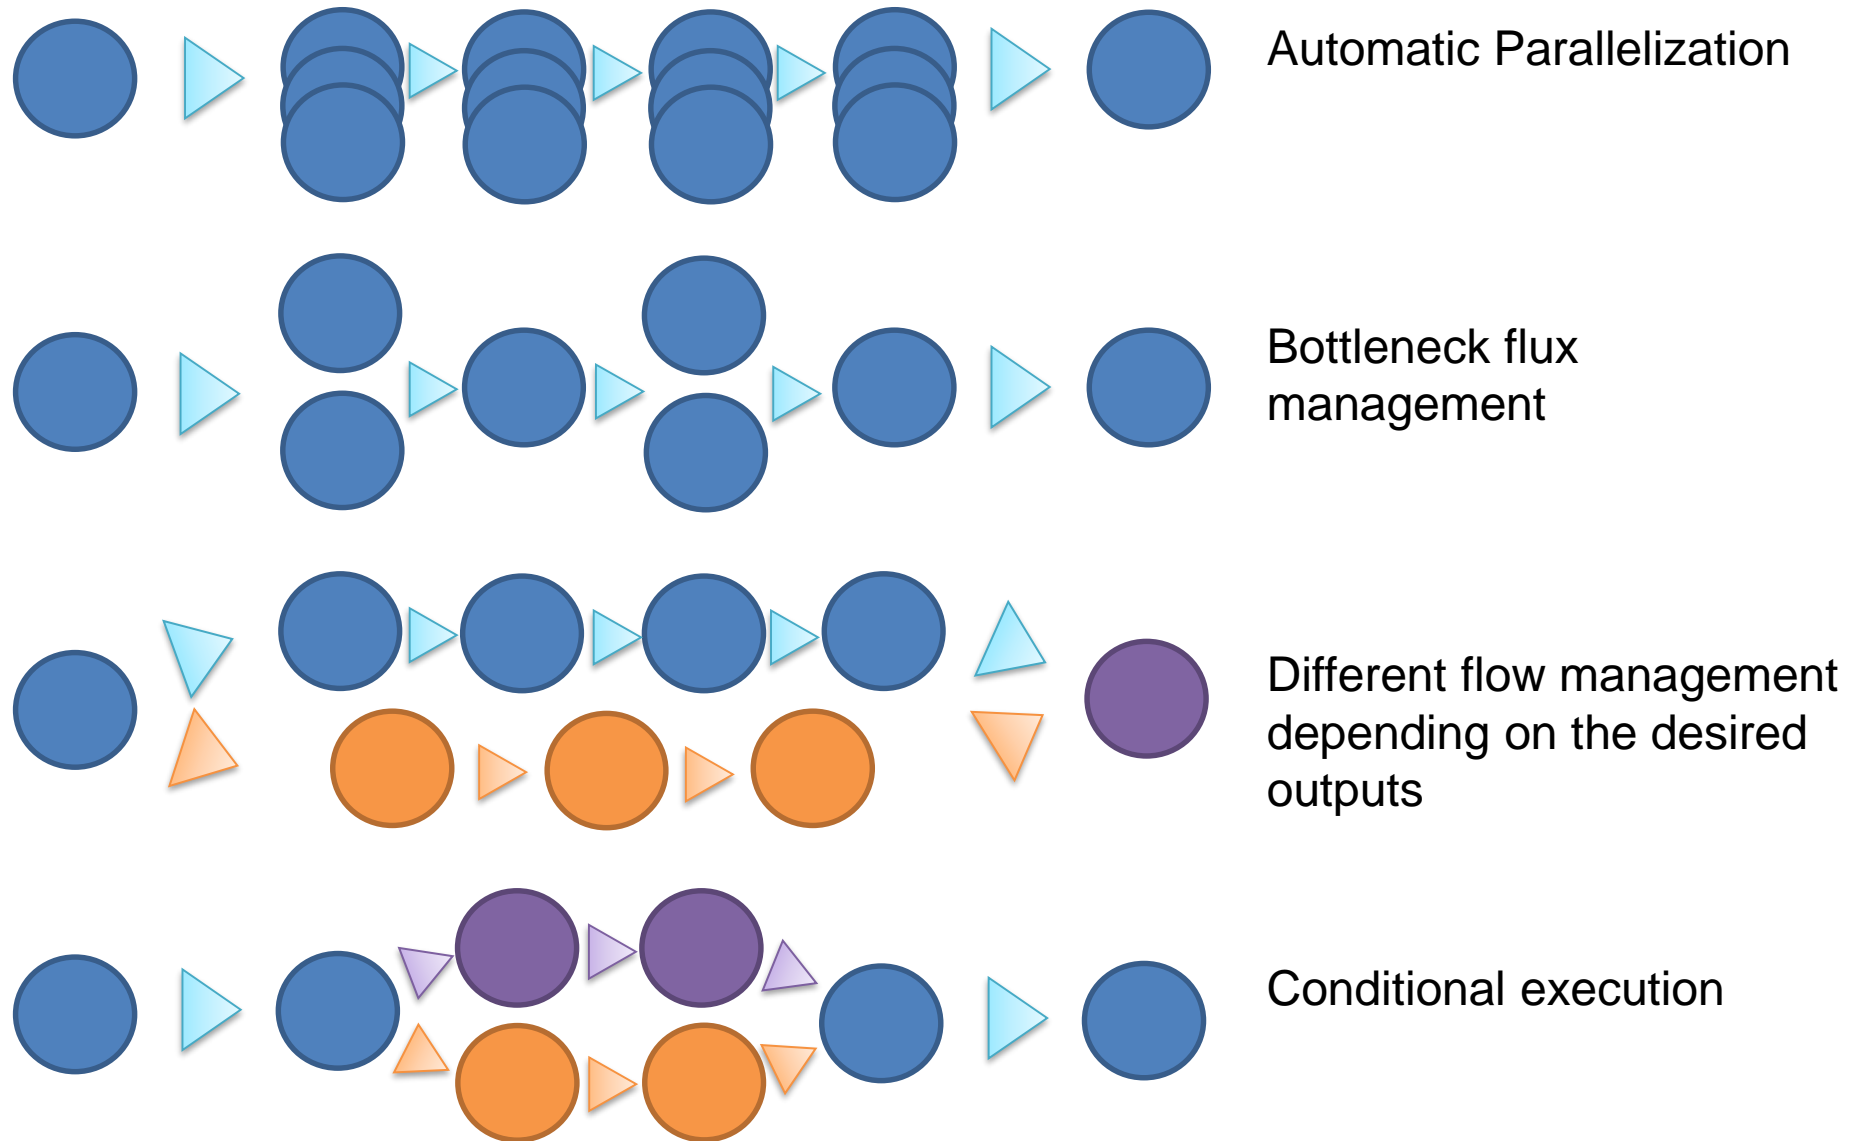 Automatic Parallelization
Bottleneck flux
management
Different flow management
depending on the desired
outputs
Conditional execution